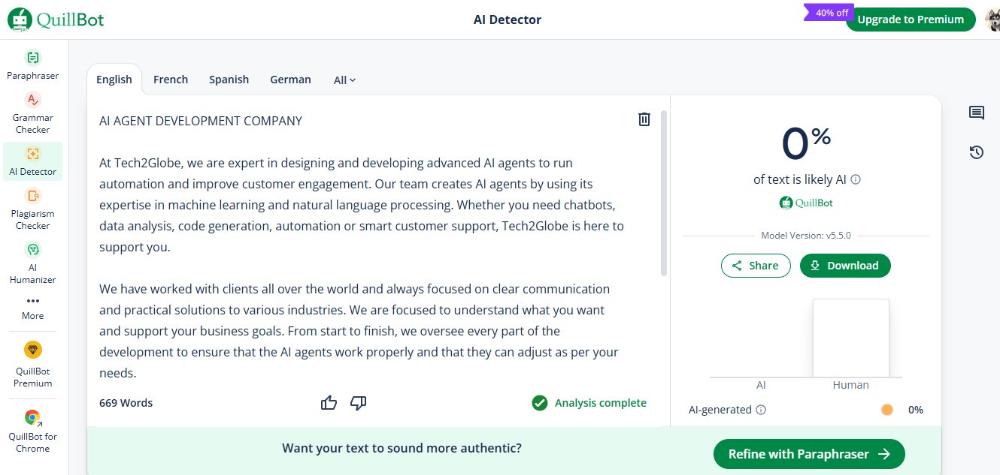 QuillBot
AI Detector
40% off
Upgrade to Premium
Paraphraser
Grammar
Checker
AI Detector
Plagiarism
Checker
AI
Humanizer
More
QuillBot
Premium
QuillBot for
Chrome
English
French
Spanish
German
All
AI AGENT DEVELOPMENT COMPANY
At Tech2Globe, we are expert in designing and developing advanced AI agents to run
automation and improve customer engagement. Our team creates AI agents by using its
expertise in machine learning and natural language processing. Whether you need chatbots,
data analysis, code generation, automation or smart customer support, Tech2Globe is here to
support you.
We have worked with clients all over the world and always focused on clear communication
and practical solutions to various industries. We are focused to understand what you want
and support your business goals. From start to finish, we oversee every part of the
development to ensure that the AI agents work properly and that they can adjust as per your
needs.
669 Words
Analysis complete
0%
of text is likely AI
QuillBot
Model Version: v5.5.0
Share
Download
AI
Human
AI-generated
0%
Want your text to sound more authentic?
Refine with Paraphraser